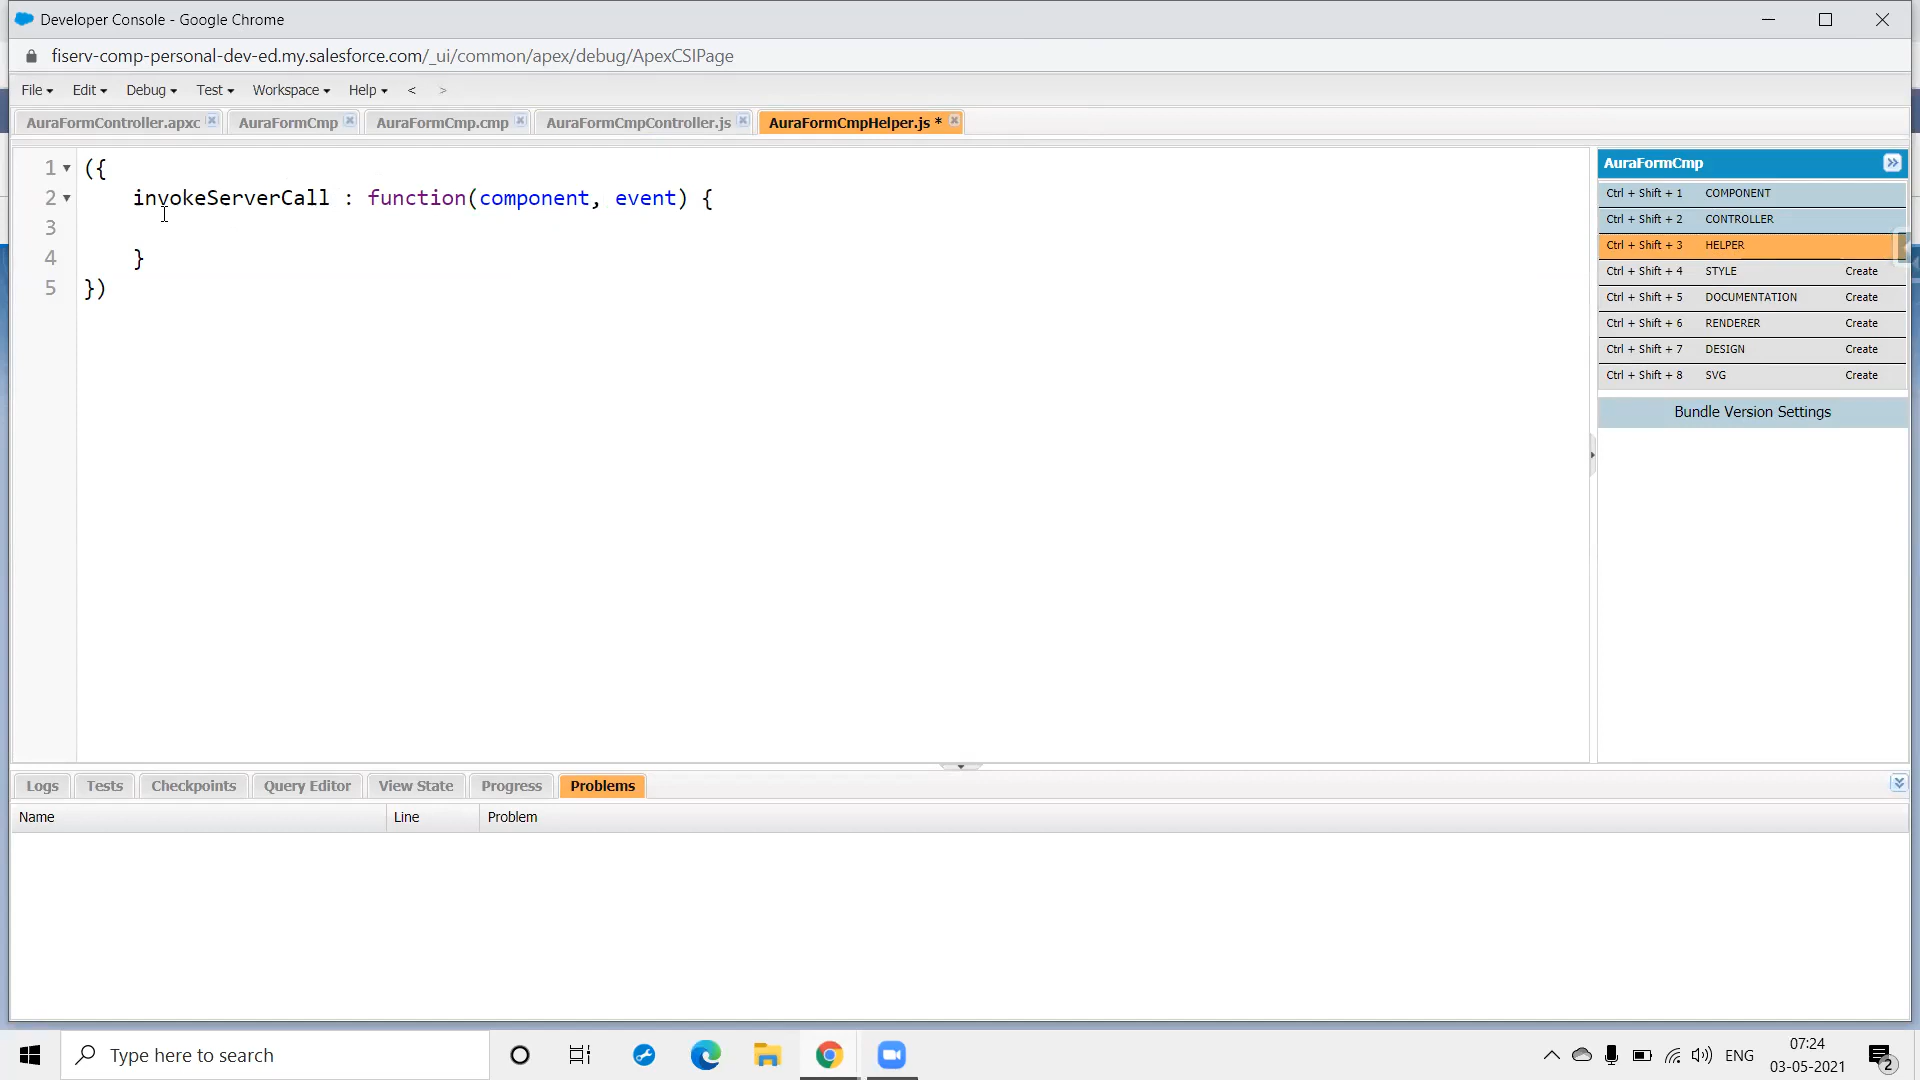 Developer Console - Google Chrome
fiserv-comp-personal-dev-ed.my.salesforce.com/_ui/common/apex/debug/ApexCSIPage
File Edit Debug Test Workspace Help < >
AuraFormController.apxc AuraFormCmp AuraFormCmp.cmp AuraFormCmpController.js AuraFormCmpHelper.js *
1 ({
2 invokeServerCall : function(component, event) {
3
4 }
5 })
AuraFormCmp
Ctrl + Shift + 1 COMPONENT
Ctrl + Shift + 2 CONTROLLER
Ctrl + Shift + 3 HELPER
Ctrl + Shift + 4 STYLE Create
Ctrl + Shift + 5 DOCUMENTATION Create
Ctrl + Shift + 6 RENDERER Create
Ctrl + Shift + 7 DESIGN Create
Ctrl + Shift + 8 SVG Create
Bundle Version Settings
Logs Tests Checkpoints Query Editor View State Progress Problems
Name Line Problem
Type here to search
ENG
07:24
03-05-2021
2